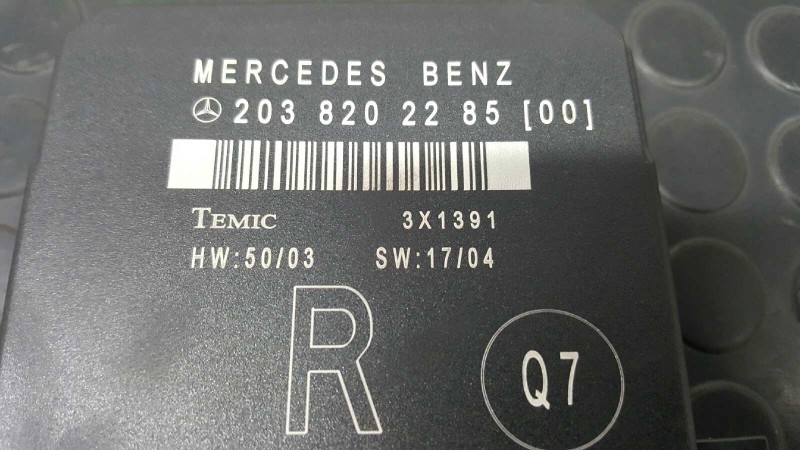 MERCEDES BENZ
203 820 22 85 [00]
TEMIC 3X1391
HW:50/03 SW:17/04
R
Q7